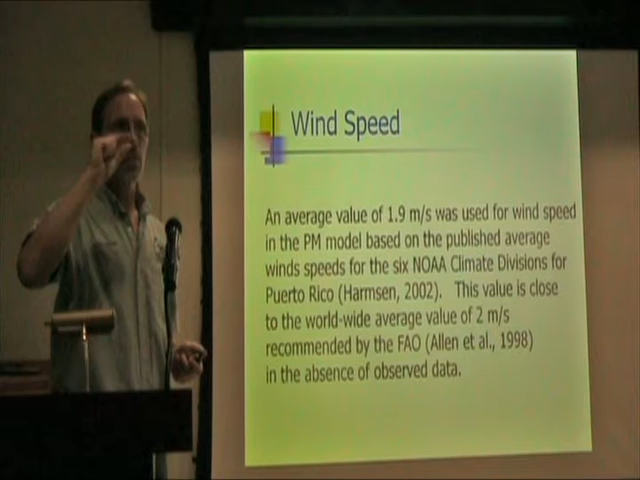 Wind Speed
An average value of 1.9 m/s was used for wind speed
in the PM model based on the published average
winds speeds for the six NOAA Climate Divisions for
Puerto Rico (Harmsen, 2002). This value is close
to the world-wide average value of 2 m/s
recommended by the FAO (Allen et al., 1998)
in the absence of observed data.